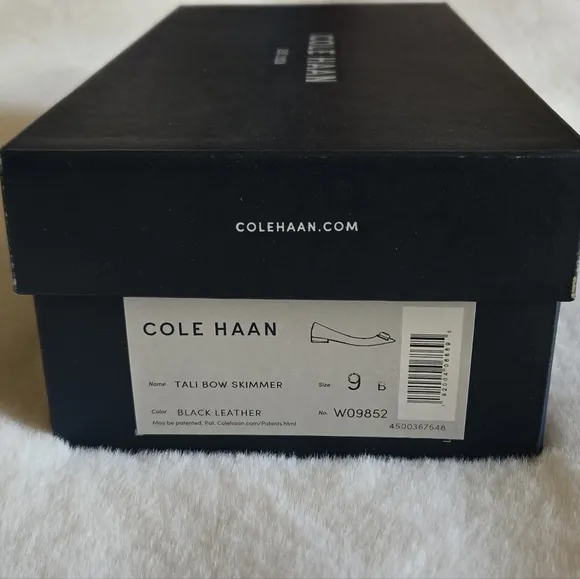 COLE HAAN
COLEHAAN.COM
COLE HAAN
Name TALI BOW SKIMMER Size 9 B
Color BLACK LEATHER No. W09852
May be patented, Pat. Colehaan.com/Patents.html
4500367546